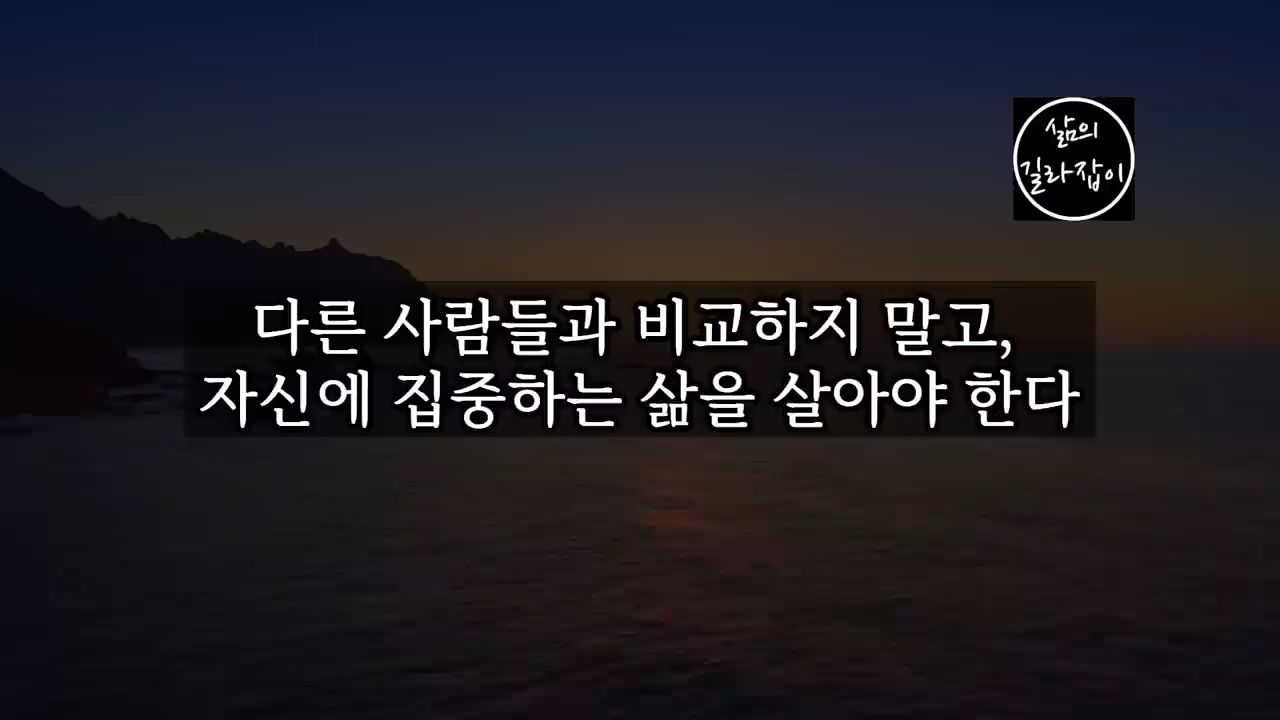 삶의
길라잡이
다른 사람들과 비교하지 말고,
자신에 집중하는 삶을 살아야 한다